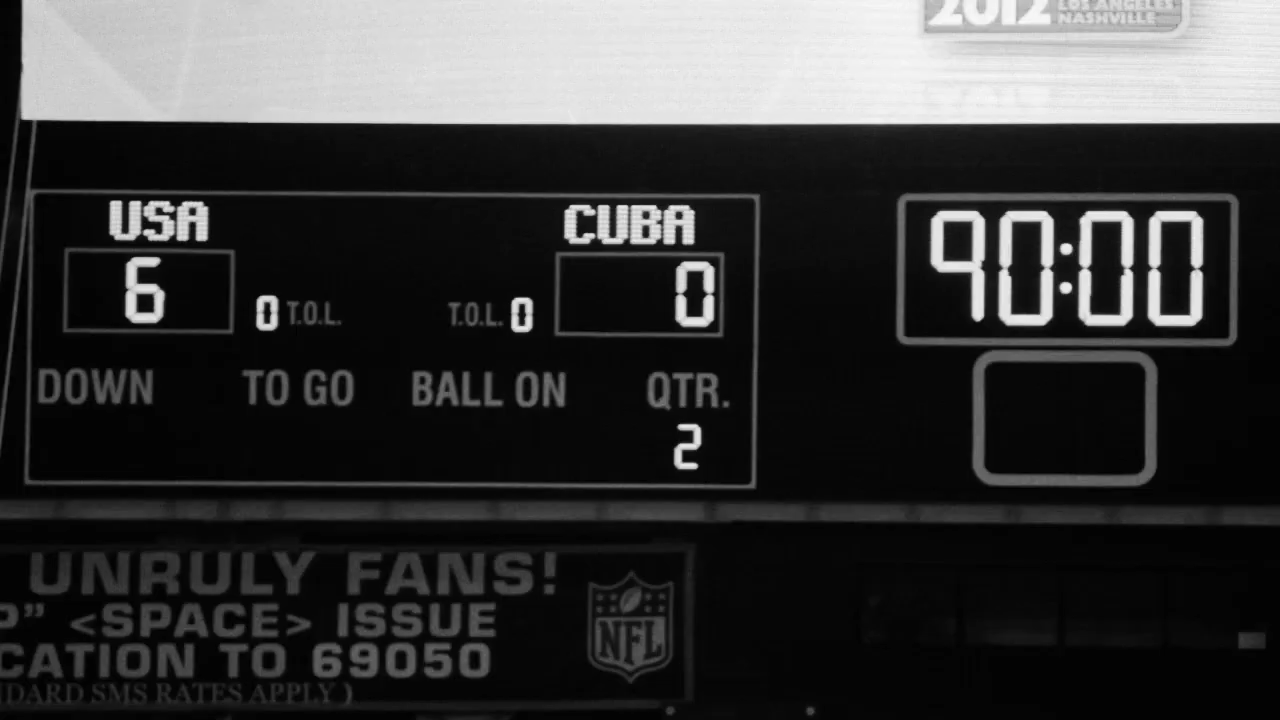 2012 LOS ANGELES
NASHVILLE
USA
CUBA
6
0 T.O.L.
T.O.L. 0
0
90:00
DOWN
TO GO
BALL ON
QTR.
2
UNRULY FANS!
P” <SPACE> ISSUE
CATION TO 69050
NDARD SMS RATES APPLY )
NFL